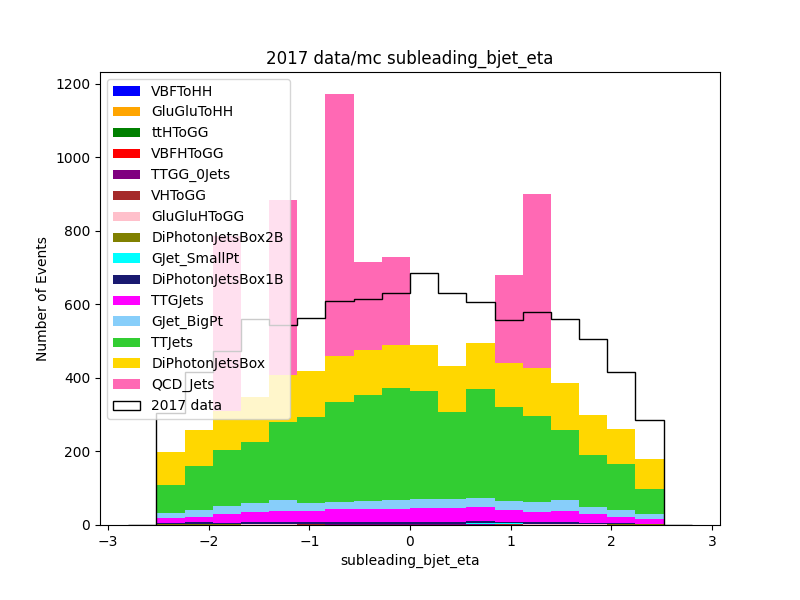 2017 data/mc subleading_bjet_eta
Number of Events
1200
1000
800
600
400
200
0
VBFToHH
GluGluToHH
ttHToGG
VBFHToGG
TTGG_0Jets
VHToGG
GluGluHToGG
DiPhotonJetsBox2B
GJet_SmallPt
DiPhotonJetsBox1B
TTGJets
GJet_BigPt
TTJets
DiPhotonJetsBox
QCD_Jets
2017 data
−3 −2 −1 0 1 2 3
subleading_bjet_eta